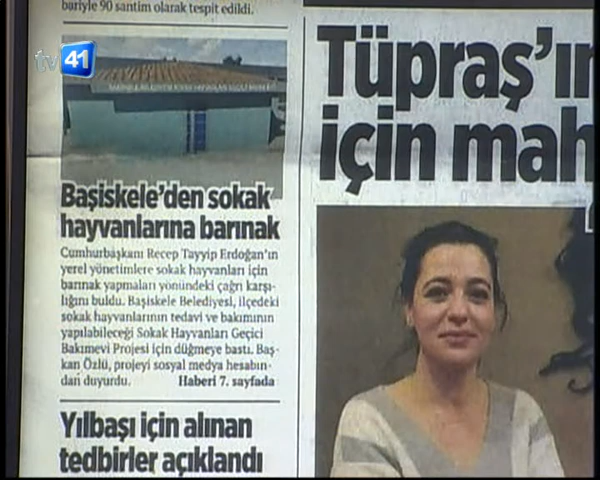 bariyle 90 santim olarak tespit edildi.
tv41
Başiskele'den sokak
hayvanlarına barınak
Cumhurbaşkanı Recep Tayyip Erdoğan'ın
yerel yönetimlere sokak hayvanları için
barınak yapmaları yönündeki çağrı karşı-
lığını buldu. Başiskele Belediyesi, ilçedeki
sokak hayvanlarının tedavi ve bakımının
yapılabileceği Sokak Hayvanları Geçici
Bakımevi Projesi için düğmeye bastı. Baş-
kan Özlü, projeyi sosyal medya hesabın-
dan duyurdu. Haberi 7. sayfada
Yılbaşı için alınan
tedbirler açıklandı
Tüpraş'ın
için mah